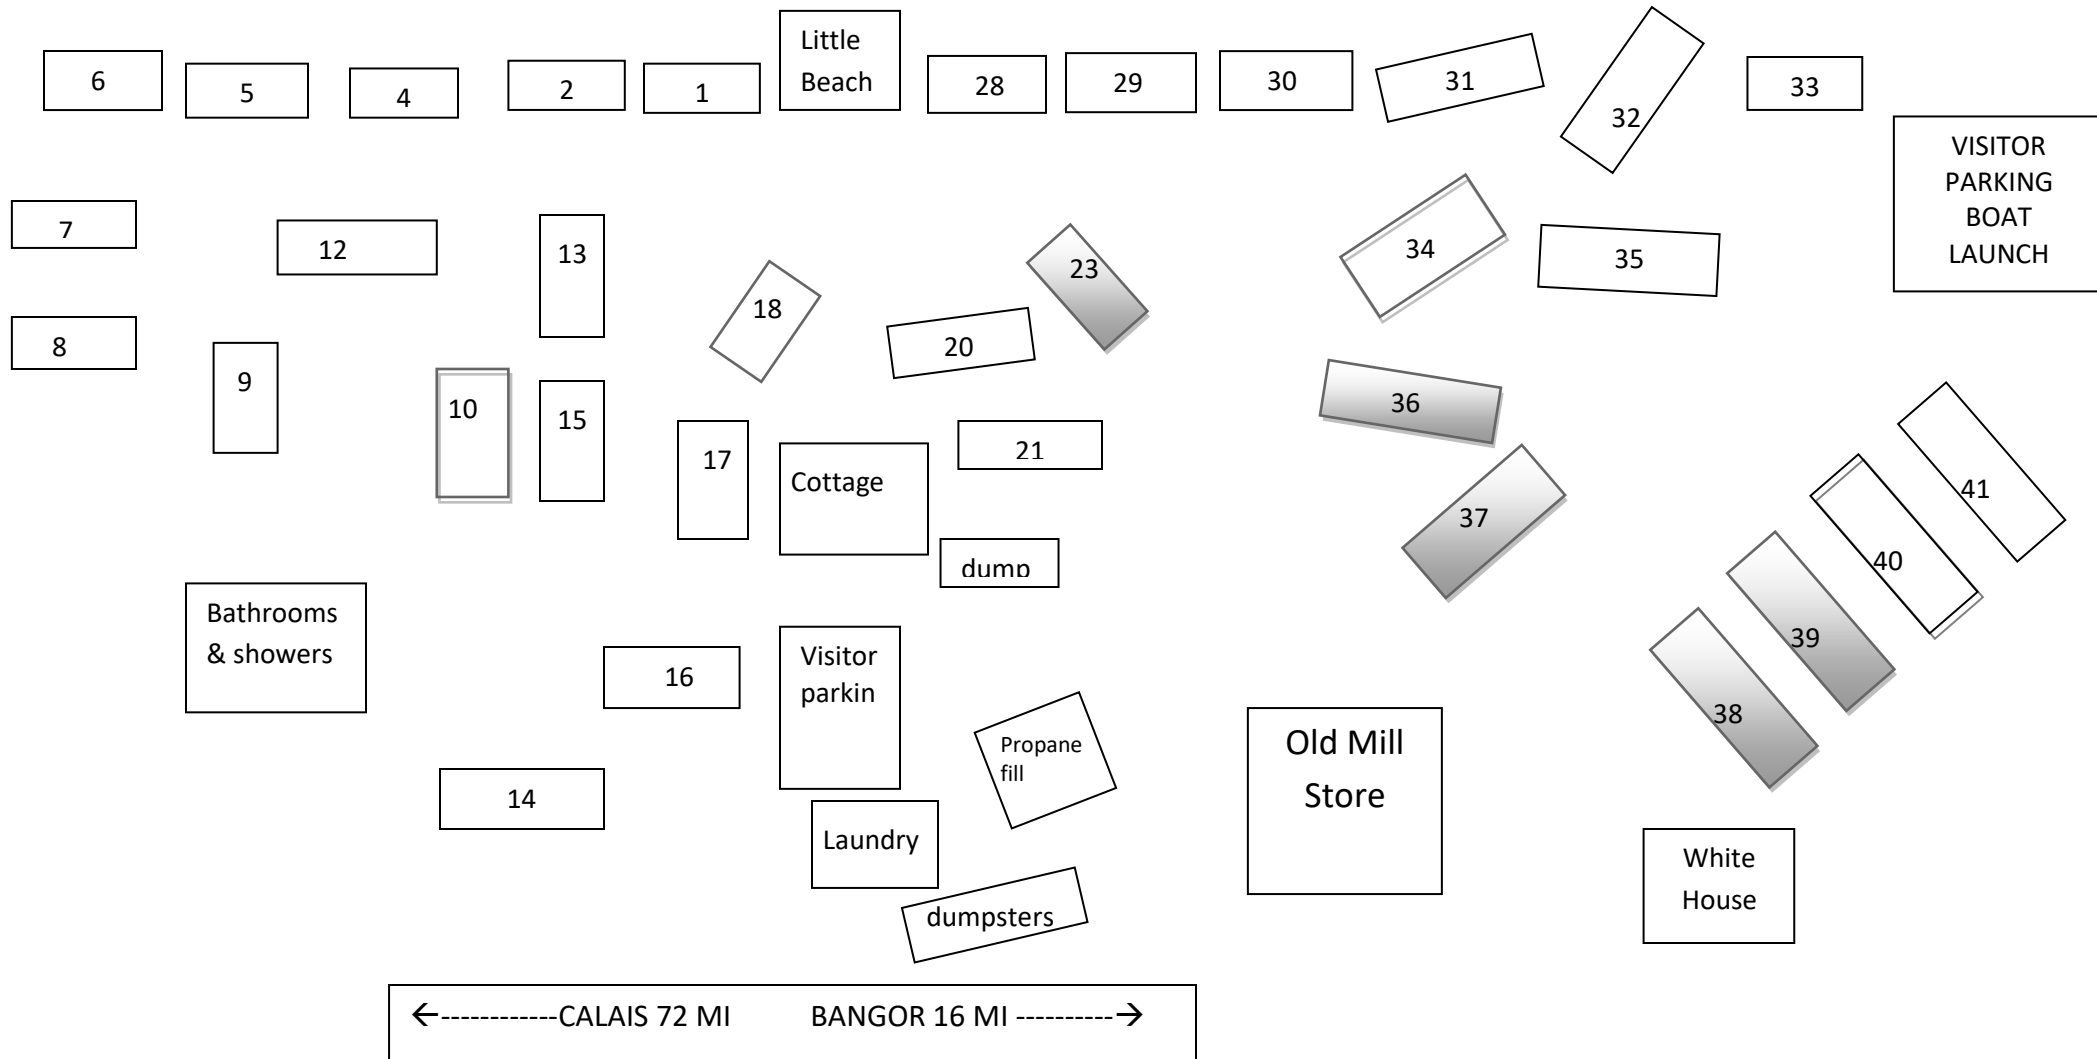 6
5
4
2
1
Little
Beach
28
29
30
31
32
33
VISITOR
PARKING
BOAT
LAUNCH
7
12
13
18
23
34
35
8
9
10
15
17
20
21
36
37
41
40
39
38
Cottage
dump
Bathrooms
& showers
16
Visitor
parkin
Propane
fill
Old Mill
Store
14
Laundry
White
House
dumpsters
←------------CALAIS 72 MI BANGOR 16 MI ----------→